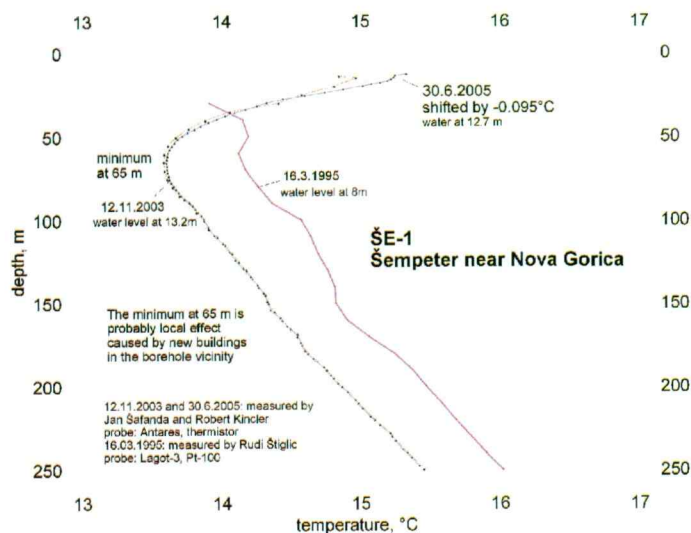 13 14 15 16 17
0 0
30.6.2005
shifted by -0.095°C
water at 12.7 m
50 50
minimum
at 65 m
16.3.1995
water level at 8m
12.11.2003
water level at 13.2m
100 100
ŠE-1
Šempeter near Nova Gorica
depth, m
150 150
The minimum at 65 m is
probably local effect
caused by new buildings
in the borehole vicinity
200 200
12.11.2003 and 30.6.2005: measured by
Jan Šafanda and Robert Kincler
probe: Antares, thermistor
16.03.1995: measured by Rudi Štiglic
probe: Lagot-3, Pt-100
250 250
13 14 15 16 17
temperature, °C